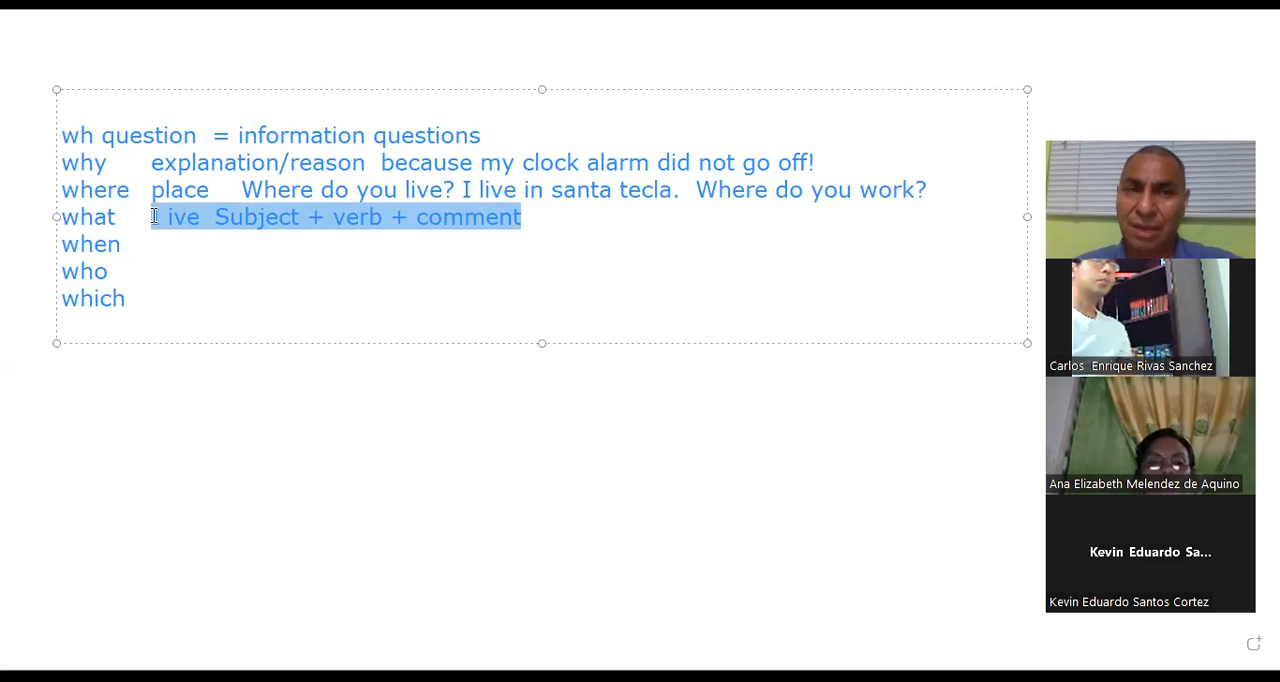 wh question = information questions
why explanation/reason because my clock alarm did not go off!
where place Where do you live? I live in santa tecla. Where do you work?
what ive Subject + verb + comment
when
who
which
Carlos Enrique Rivas Sanchez
Ana Elizabeth Melendez de Aquino
Kevin Eduardo Sa...
Kevin Eduardo Santos Cortez